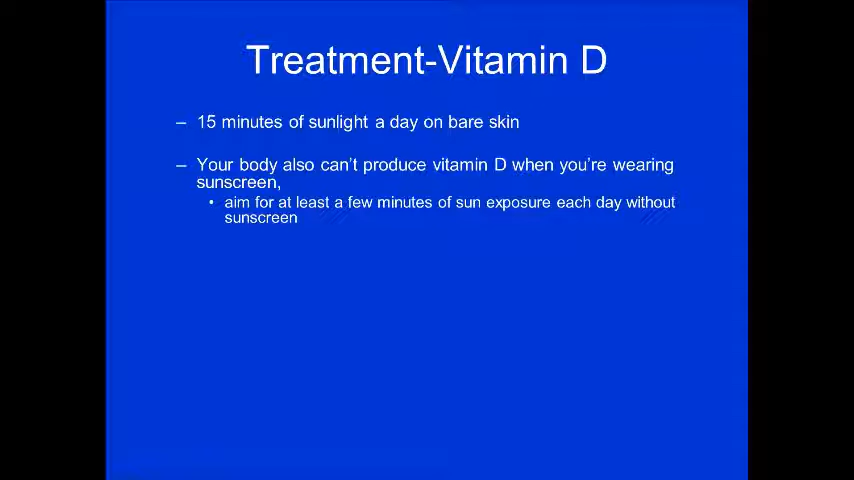 Treatment-Vitamin D
– 15 minutes of sunlight a day on bare skin
– Your body also can't produce vitamin D when you're wearing
sunscreen,
• aim for at least a few minutes of sun exposure each day without
sunscreen